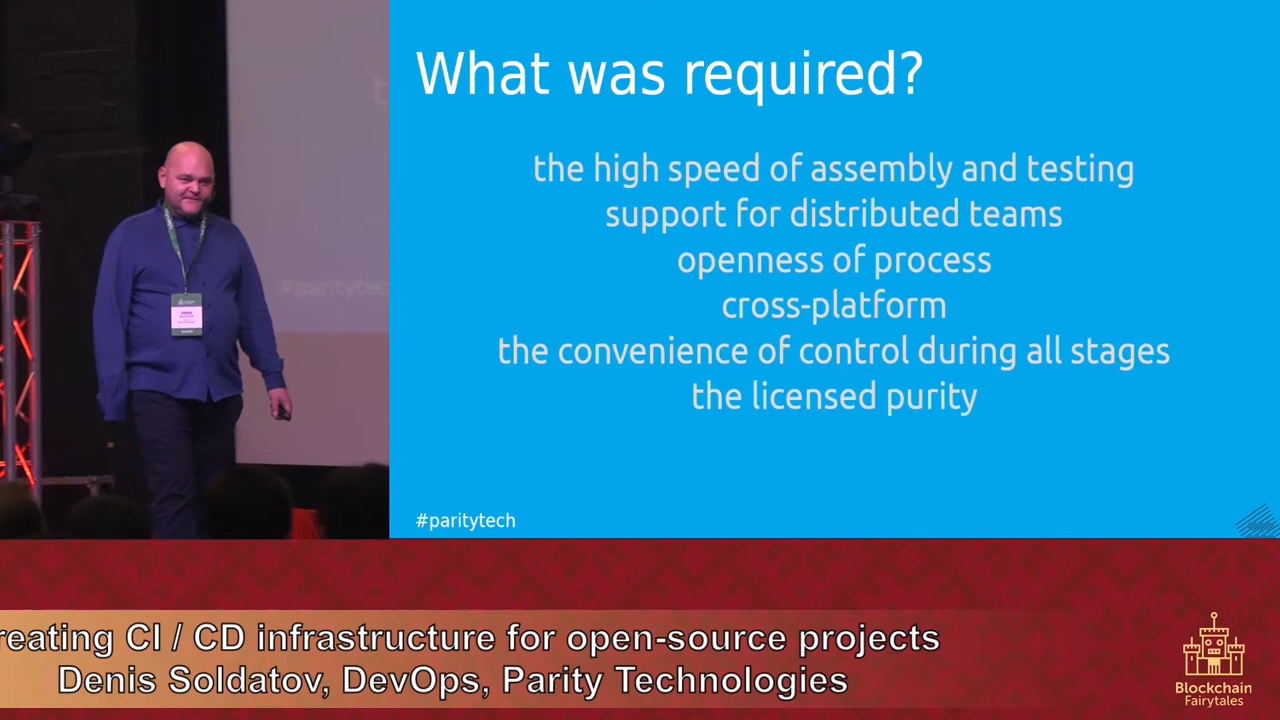 What was required?
the high speed of assembly and testing
support for distributed teams
openness of process
cross-platform
the convenience of control during all stages
the licensed purity
#paritytech
#paritytec
reating CI / CD infrastructure for open-source projects
Denis Soldatov, DevOps, Parity Technologies
Blockchain
Fairytales